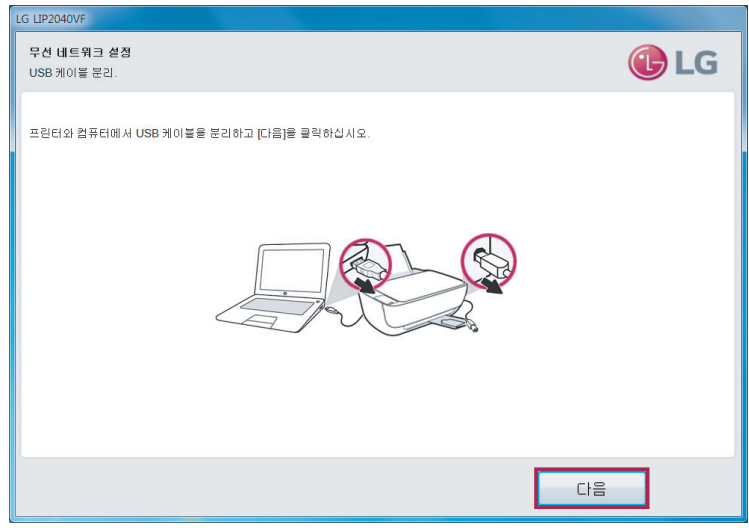 LG LIP2040VF
무선 네트워크 설정
USB 케이블 분리.
LG
프린터와 컴퓨터에서 USB 케이블을 분리하고 [다음]을 클릭하십시오.
다음